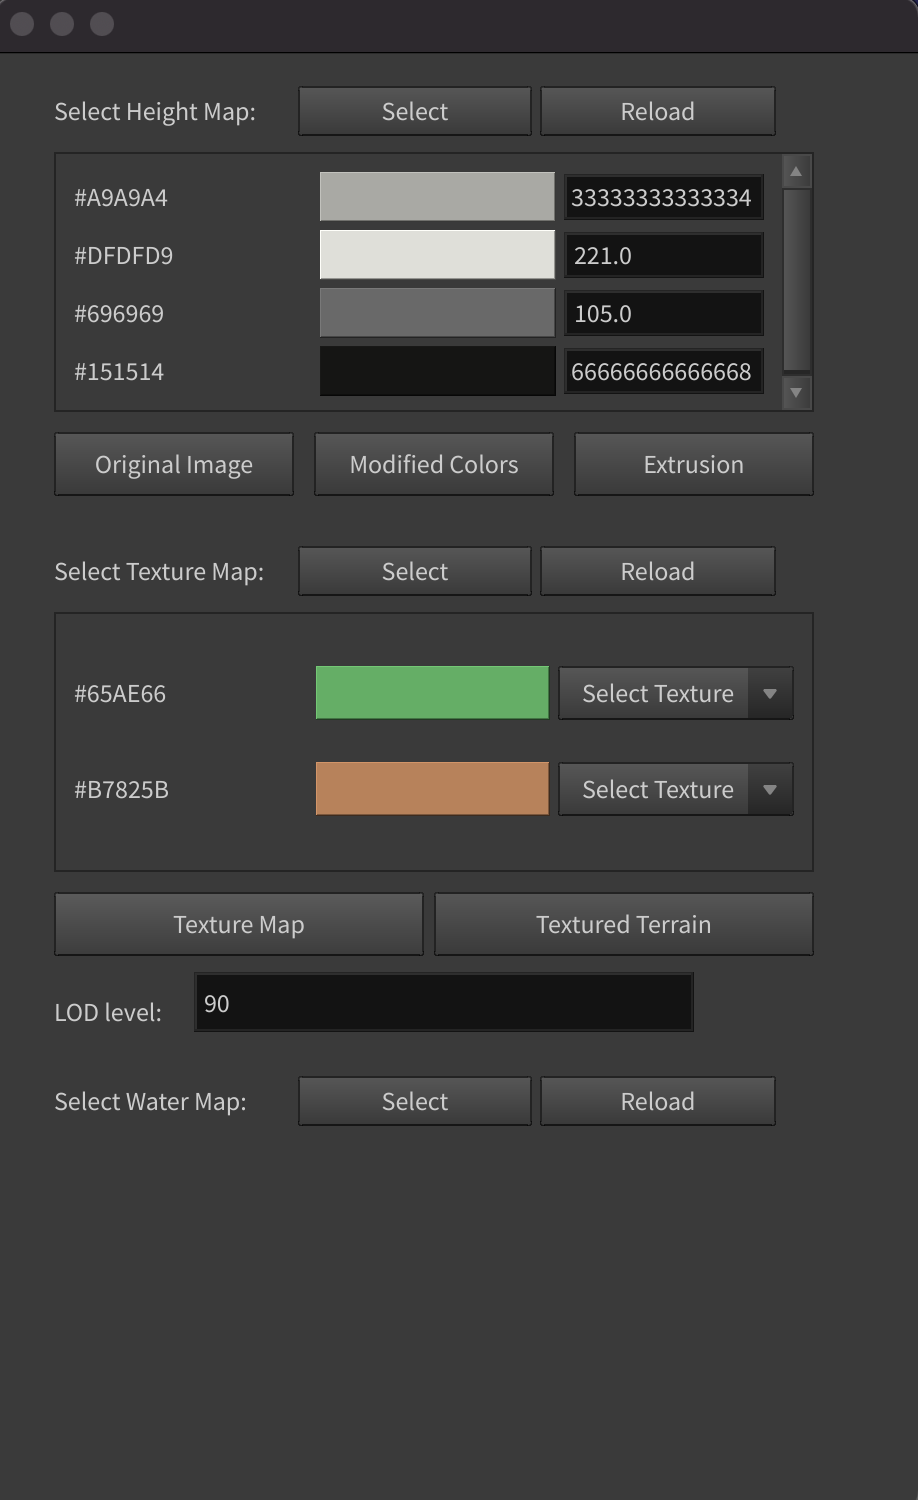 Select Height Map: Select Reload
#A9A9A4 33333333333334
#DFDFD9 221.0
#696969 105.0
#151514 66666666666668
Original Image Modified Colors Extrusion
Select Texture Map: Select Reload
#65AE66 Select Texture
#B7825B Select Texture
Texture Map Textured Terrain
LOD level: 90
Select Water Map: Select Reload